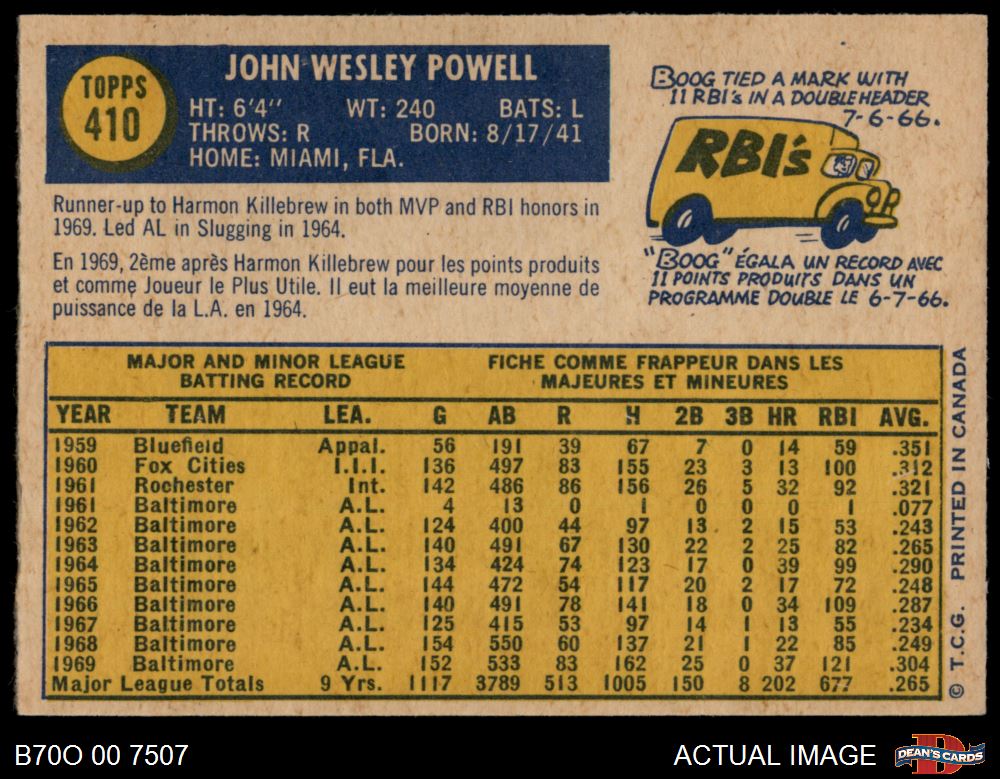 TOPPS
410
JOHN WESLEY POWELL
HT: 6'4" WT: 240 BATS: L
THROWS: R BORN: 8/17/41
HOME: MIAMI, FLA.
BOOG TIED A MARK WITH
11 RBI's IN A DOUBLEHEADER
7-6-66.
RBI's
"BOOG" ÉGALA UN RECORD AVEC
11 POINTS PRODUITS DANS UN
PROGRAMME DOUBLE LE 6-7-66.
Runner-up to Harmon Killebrew in both MVP and RBI honors in
1969. Led AL in Slugging in 1964.
En 1969, 2ème après Harmon Killebrew pour les points produits
et comme Joueur le Plus Utile. Il eut la meilleure moyenne de
puissance de la L.A. en 1964.
MAJOR AND MINOR LEAGUE
BATTING RECORD
FICHE COMME FRAPPEUR DANS LES
MAJEURES ET MINEURES
YEAR TEAM LEA. G AB R H 2B 3B HR RBI AVG.
1959 Bluefield Appal. 56 191 39 67 7 0 14 59 .351
1960 Fox Cities I.I.I. 136 497 83 155 23 3 13 100 .312
1961 Rochester Int. 142 486 86 156 26 5 32 92 .321
1961 Baltimore A.L. 4 13 0 1 0 0 0 1 .077
1962 Baltimore A.L. 124 400 44 97 13 2 15 53 .243
1963 Baltimore A.L. 140 491 67 130 22 2 25 82 .265
1964 Baltimore A.L. 134 424 74 123 17 0 39 99 .290
1965 Baltimore A.L. 144 472 54 117 20 2 17 72 .248
1966 Baltimore A.L. 140 491 78 141 18 0 34 109 .287
1967 Baltimore A.L. 125 415 53 97 14 1 13 55 .234
1968 Baltimore A.L. 154 550 60 137 21 1 22 85 .249
1969 Baltimore A.L. 152 533 83 162 25 0 37 121 .304
Major League Totals 9 Yrs. 1117 3789 513 1005 150 8 202 677 .265
© T.C.G. PRINTED IN CANADA
B70O 00 7507
ACTUAL IMAGE
DEAN'S CARDS